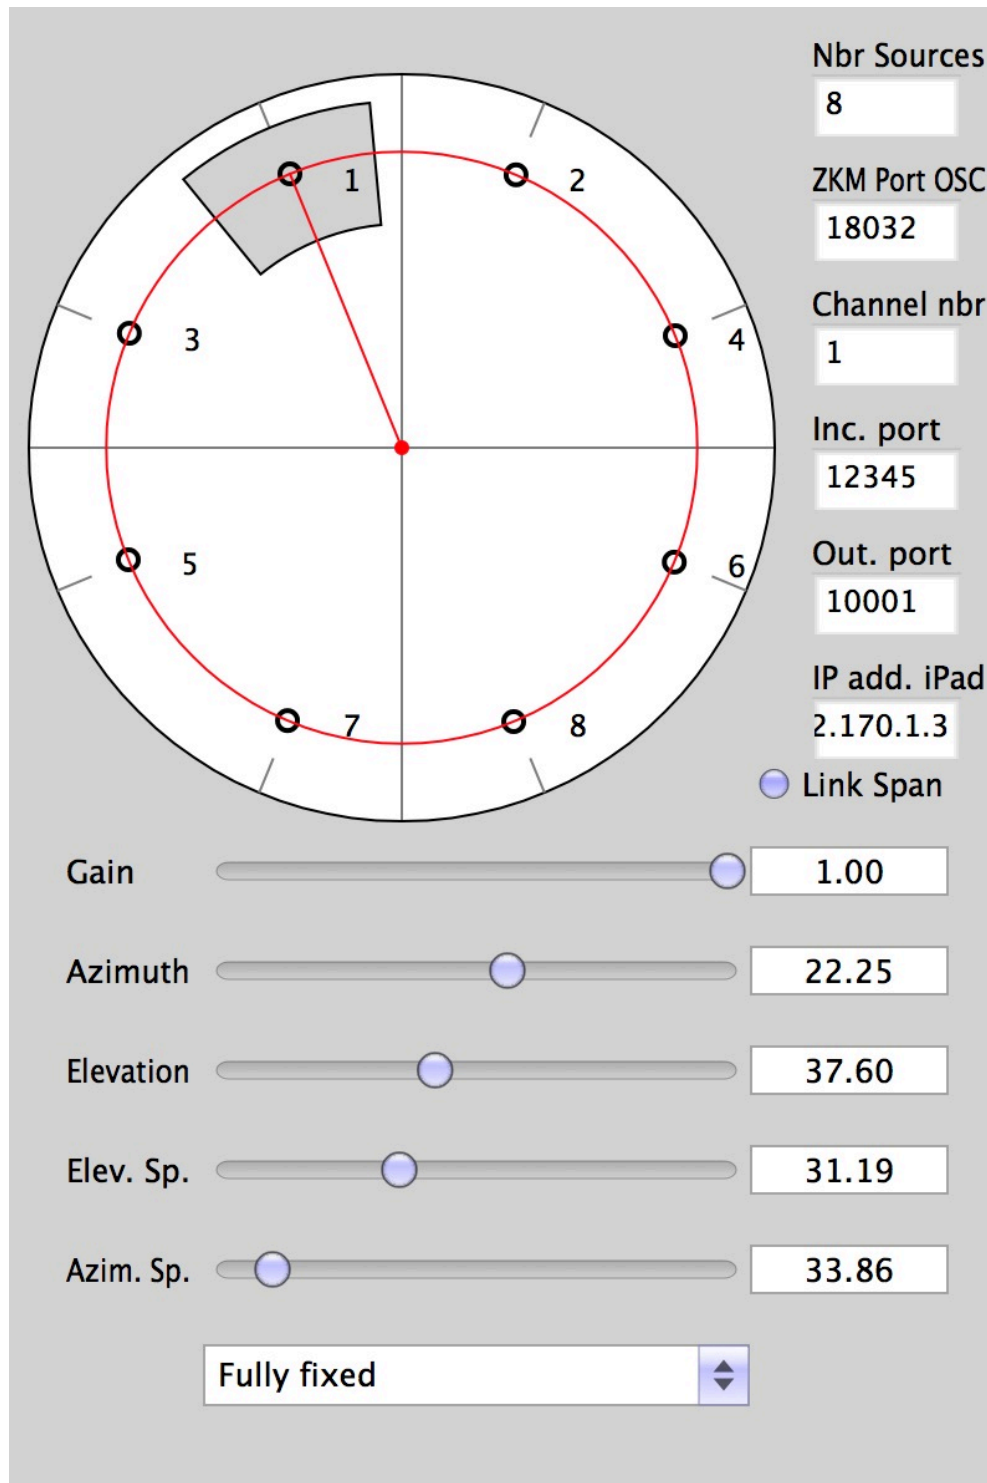 Nbr Sources
8
ZKM Port OSC
18032
Channel nbr
1
Inc. port
12345
Out. port
10001
IP add. iPad
2.170.1.3
Link Span
1
2
3
4
5
6
7
8
Gain
1.00
Azimuth
22.25
Elevation
37.60
Elev. Sp.
31.19
Azim. Sp.
33.86
Fully fixed